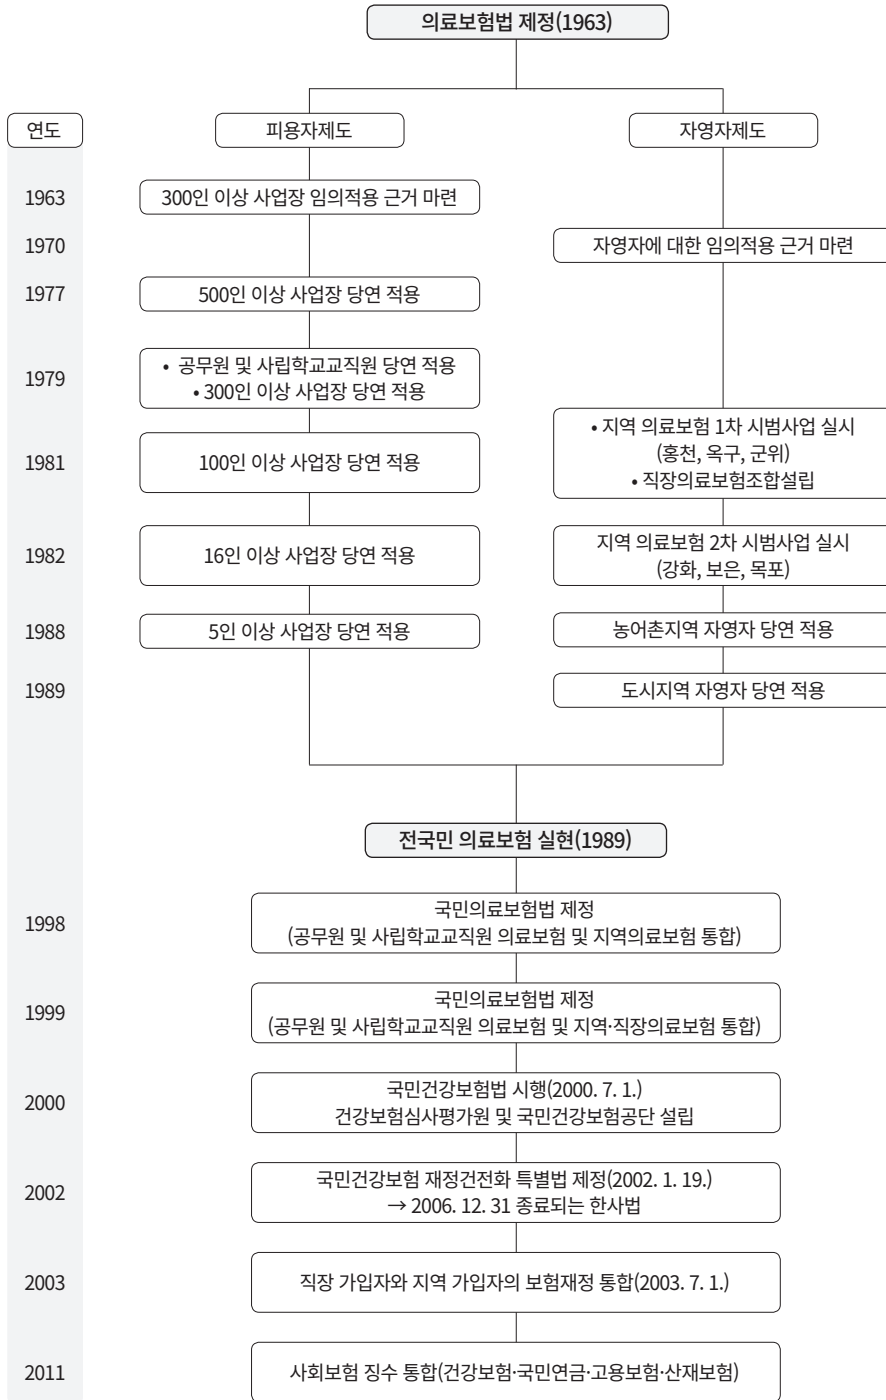 의료보험법 제정(1963)
연도
피용자제도
자영자제도
1963
300인 이상 사업장 임의적용 근거 마련
1970
자영자에 대한 임의적용 근거 마련
1977
500인 이상 사업장 당연 적용
1979
• 공무원 및 사립학교교직원 당연 적용
• 300인 이상 사업장 당연 적용
1981
100인 이상 사업장 당연 적용
• 지역 의료보험 1차 시범사업 실시
(홍천, 옥구, 군위)
• 직장의료보험조합설립
1982
16인 이상 사업장 당연 적용
지역 의료보험 2차 시범사업 실시
(강화, 보은, 목포)
1988
5인 이상 사업장 당연 적용
농어촌지역 자영자 당연 적용
1989
도시지역 자영자 당연 적용
전국민 의료보험 실현(1989)
1998
국민의료보험법 제정
(공무원 및 사립학교교직원 의료보험 및 지역의료보험 통합)
1999
국민의료보험법 제정
(공무원 및 사립학교교직원 의료보험 및 지역·직장의료보험 통합)
2000
국민건강보험법 시행(2000. 7. 1.)
건강보험심사평가원 및 국민건강보험공단 설립
2002
국민건강보험 재정건전화 특별법 제정(2002. 1. 19.)
→ 2006. 12. 31 종료되는 한사법
2003
직장 가입자와 지역 가입자의 보험재정 통합(2003. 7. 1.)
2011
사회보험 징수 통합(건강보험·국민연금·고용보험·산재보험)